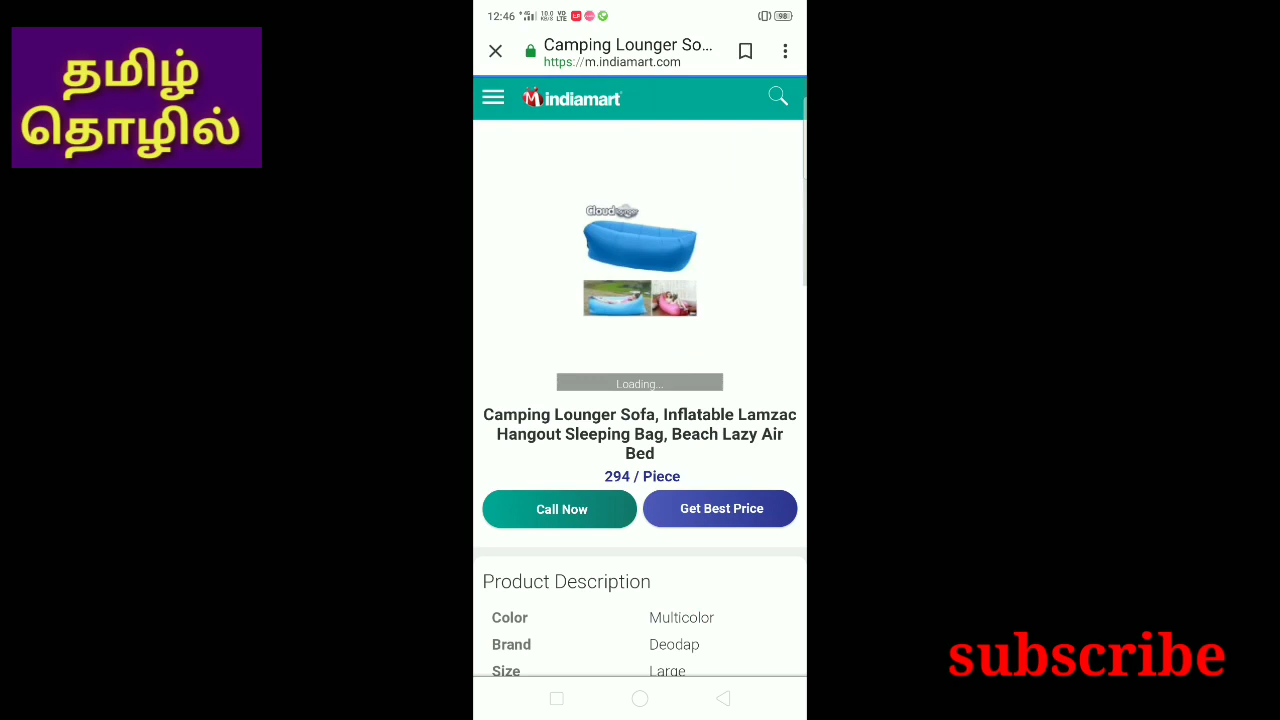 தமிழ்
தொழில்
12:46
98
Camping Lounger So...
https://m.indiamart.com
indiamart
Cloud
Loading...
Camping Lounger Sofa, Inflatable Lamzac
Hangout Sleeping Bag, Beach Lazy Air
Bed
294 / Piece
Call Now
Get Best Price
Product Description
Color Multicolor
Brand Deodap
Size Large
subscribe